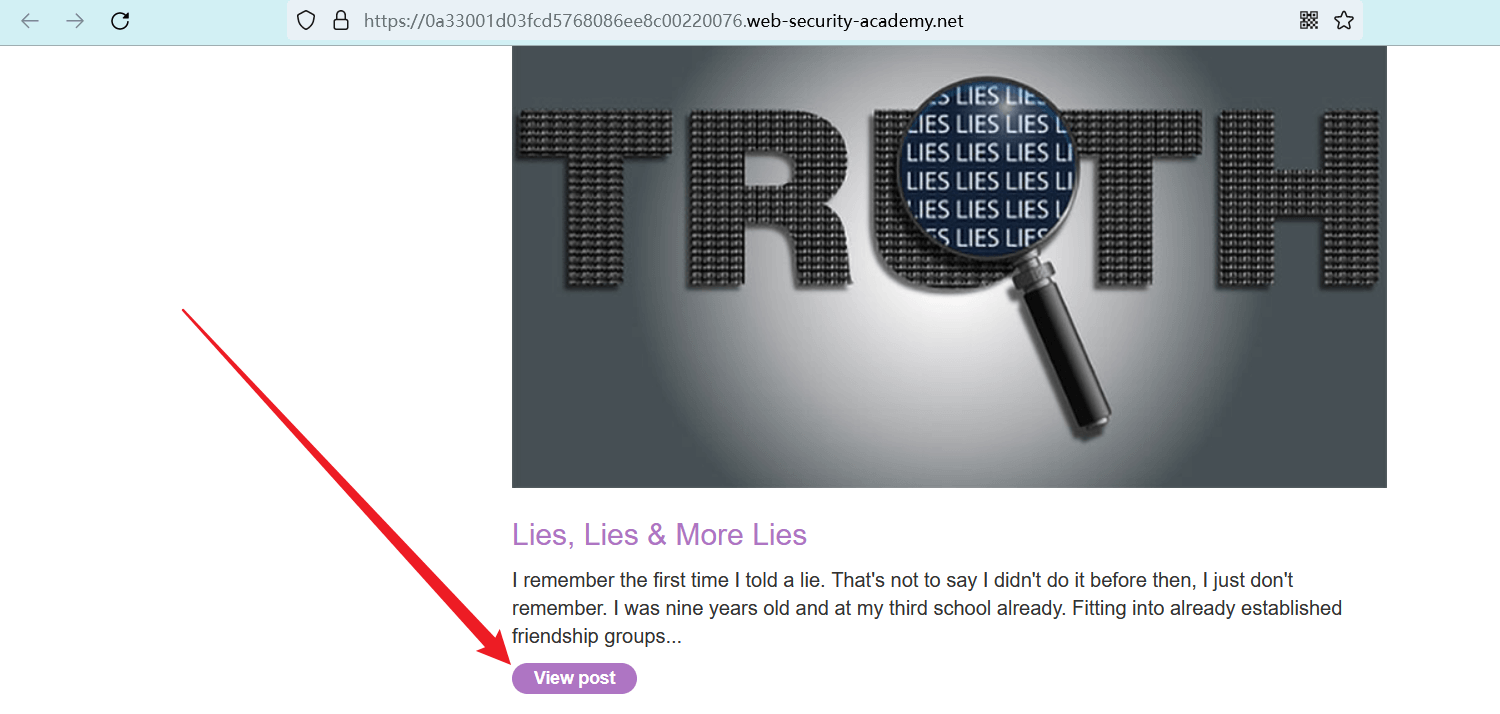 https://0a33001d03fcd5768086ee8c00220076.web-security-academy.net
TRUTH
LIES LIES
LIES LIES LIES L
LIES LIES LIES LI
LIES LIES LIES LI
LIES LIES LIES L
ES LIES LIES
Lies, Lies & More Lies
I remember the first time I told a lie. That's not to say I didn't do it before then, I just don't
remember. I was nine years old and at my third school already. Fitting into already established
friendship groups...
View post